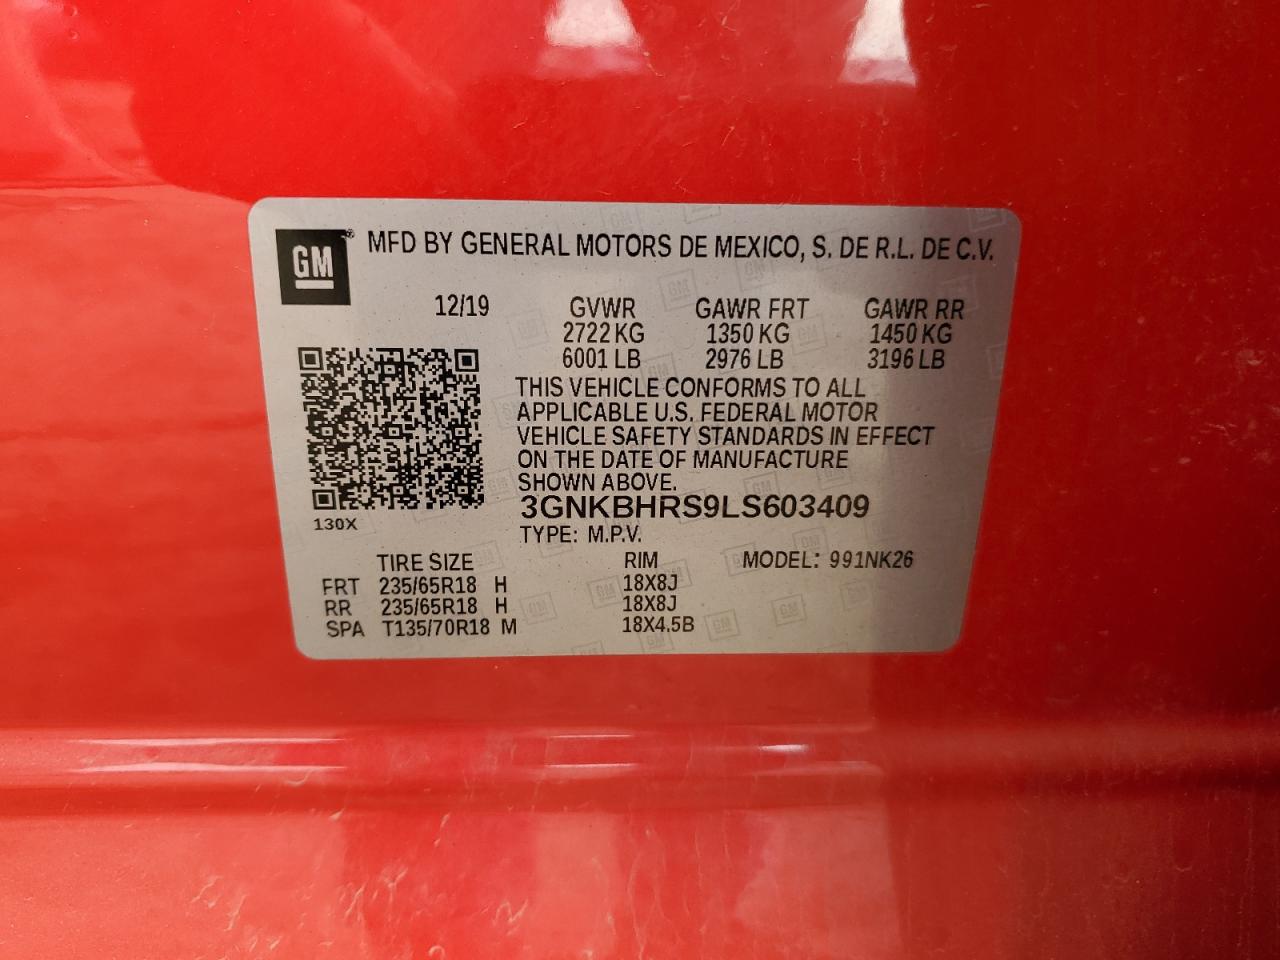 GM® MFD BY GENERAL MOTORS DE MEXICO, S. DE R.L. DE C.V.
12/19 GVWR GAWR FRT GAWR RR
2722 KG 1350 KG 1450 KG
6001 LB 2976 LB 3196 LB
THIS VEHICLE CONFORMS TO ALL
APPLICABLE U.S. FEDERAL MOTOR
VEHICLE SAFETY STANDARDS IN EFFECT
ON THE DATE OF MANUFACTURE
SHOWN ABOVE.
3GNKBHRS9LS603409
130X
TYPE: M.P.V.
TIRE SIZE RIM MODEL: 991NK26
FRT 235/65R18 H 18X8J
RR 235/65R18 H 18X8J
SPA T135/70R18 M 18X4.5B